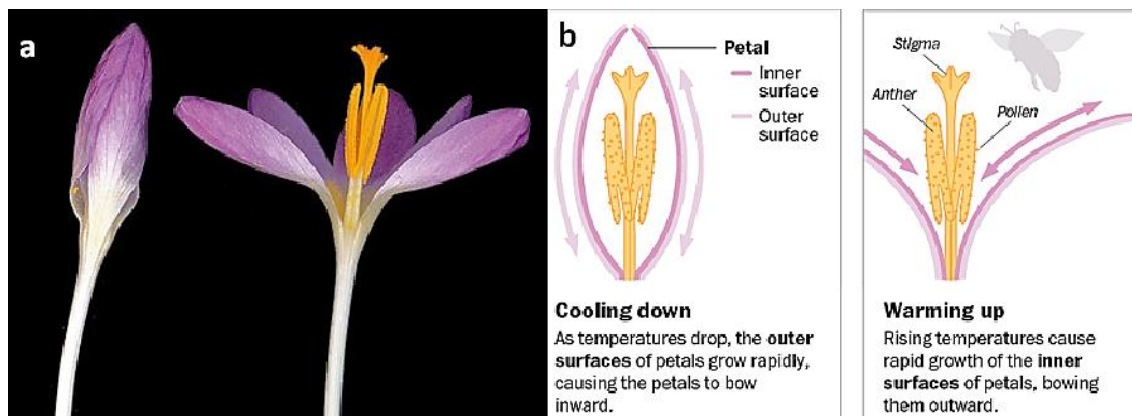 a
b
Petal
Inner
surface
Outer
surface
Cooling down
As temperatures drop, the outer
surfaces of petals grow rapidly,
causing the petals to bow
inward.
Stigma
Anther
Pollen
Warming up
Rising temperatures cause
rapid growth of the inner
surfaces of petals, bowing
them outward.